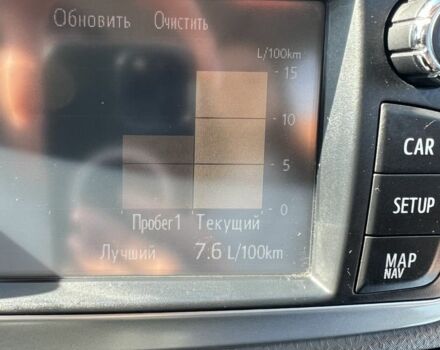 Обновить Очистить
L/100km
15
10
5
0
Пробег1 Текущий
Лучший 7.6 L/100km
CAR
SETUP
MAP
NAV